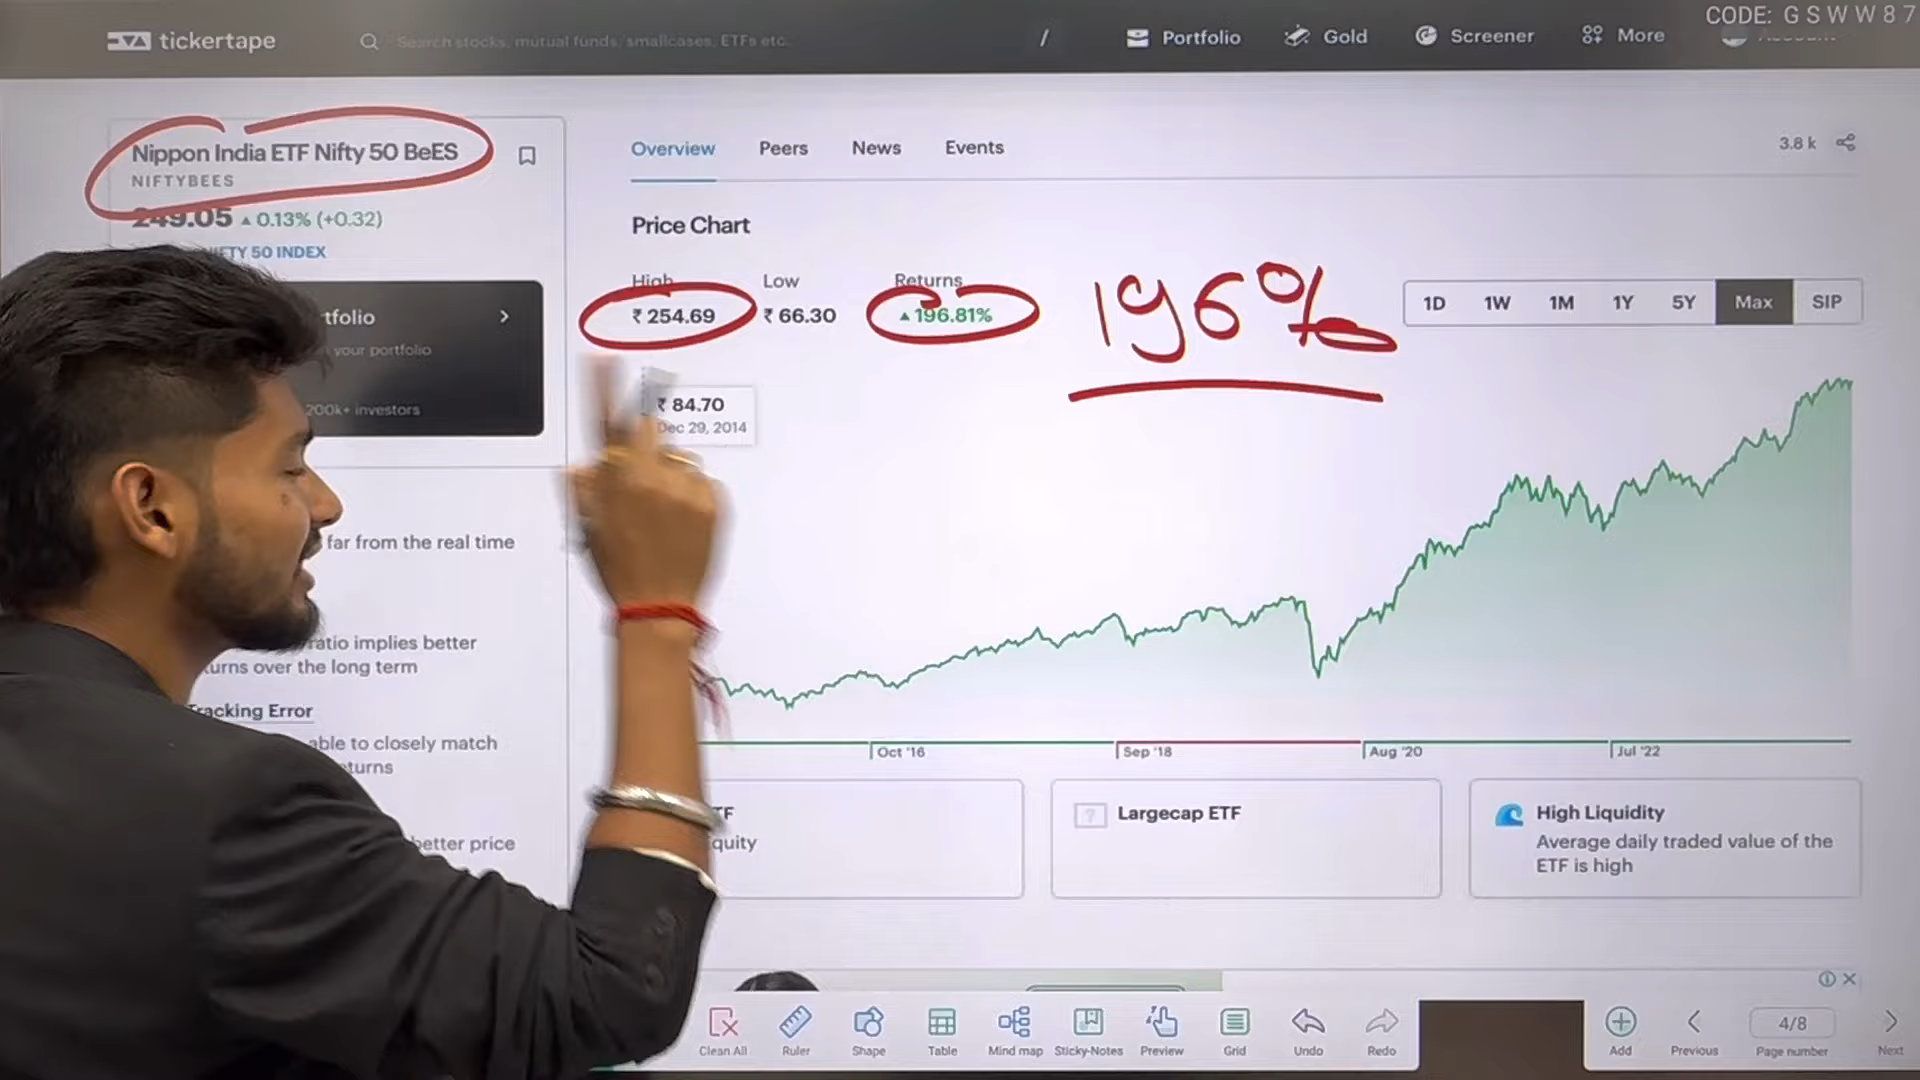 CODE: G S W W 8 7
tickertape
Search stocks, mutual funds, smallcases, ETFs etc.
/
Portfolio
Gold
Screener
More
Nippon India ETF Nifty 50 BeES
NIFTYBEES
249.05 ▲ 0.13% (+0.32)
NIFTY 50 INDEX
tfolio
your portfolio
200k+ investors
far from the real time
ratio implies better
urns over the long term
Tracking Error
able to closely match
eturns
better price
Overview
Peers
News
Events
3.8 k
Price Chart
High
Low
Returns
₹ 254.69
₹ 66.30
▲ 196.81%
196%
1D
1W
1M
1Y
5Y
Max
SIP
₹ 84.70
Dec 29, 2014
Oct '16
Sep '18
Aug '20
Jul '22
TF
quity
Largecap ETF
High Liquidity
Average daily traded value of the
ETF is high
Clean All
Ruler
Shape
Table
Mind map
Sticky-Notes
Preview
Grid
Undo
Redo
Add
Previous
4/8
Page number
Next